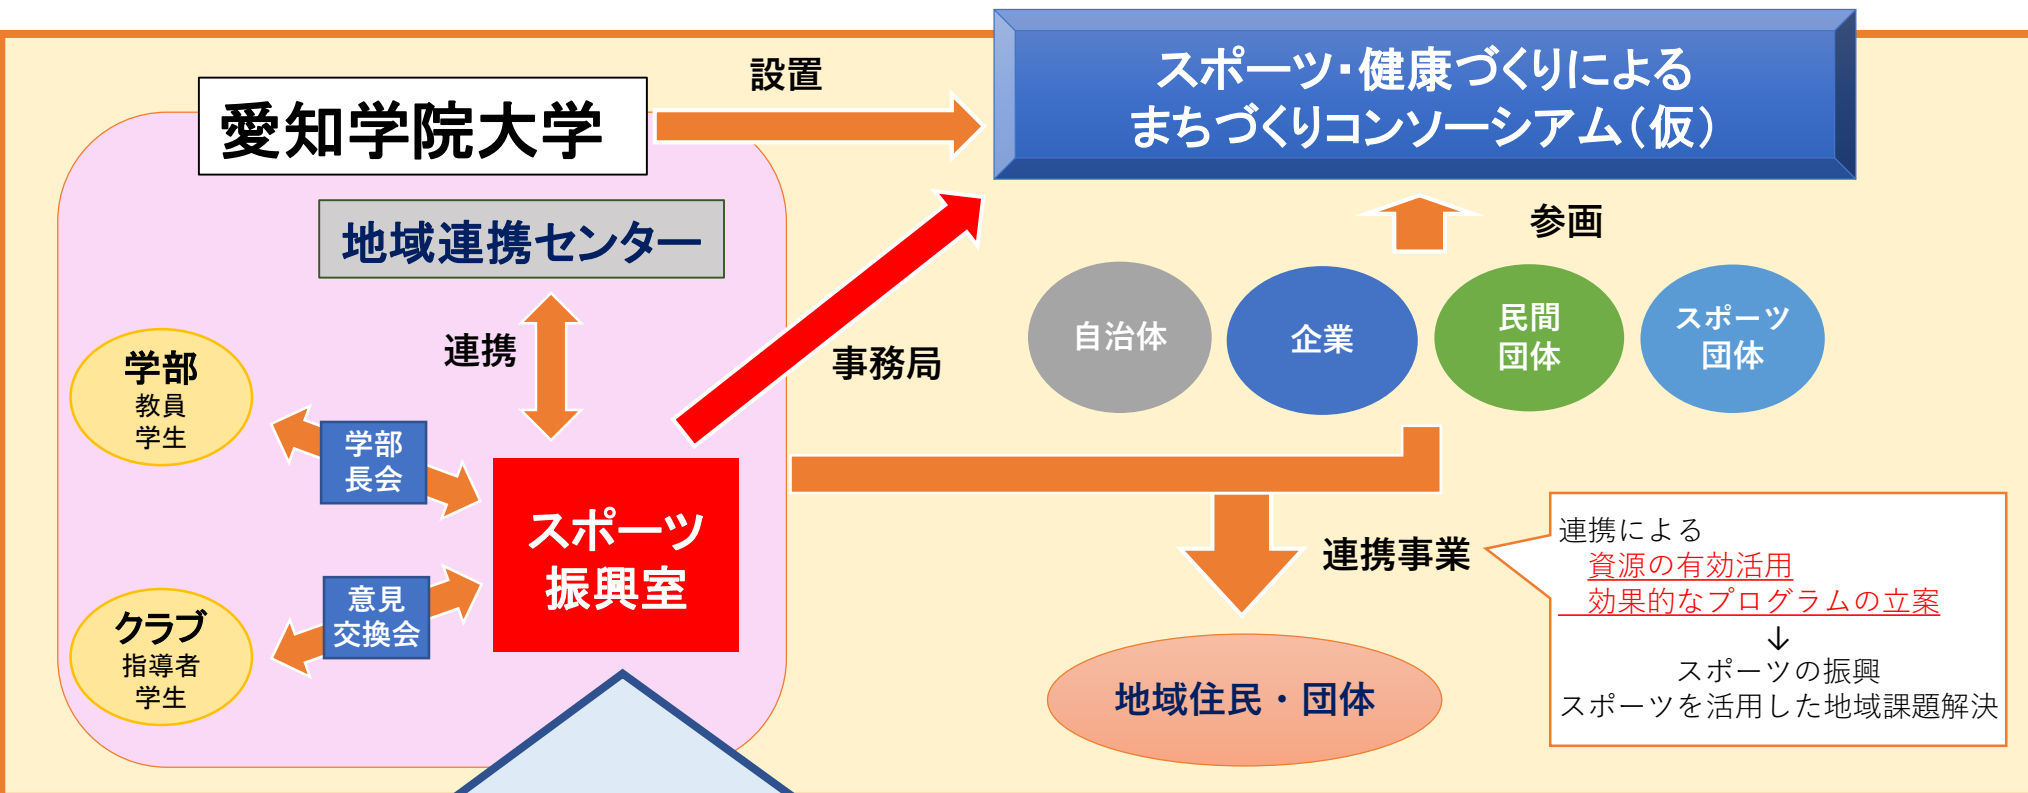 設置
スポーツ・健康づくりによる
まちづくりコンソーシアム（仮）
愛知学院大学
地域連携センター
参画
連携
事務局
自治体
企業
民間
団体
スポーツ
団体
学部
教員
学生
学部
長会
スポーツ
振興室
意見
交換会
クラブ
指導者
学生
連携事業
連携による
資源の有効活用
効果的なプログラムの立案
↓
スポーツの振興
スポーツを活用した地域課題解決
地域住民・団体